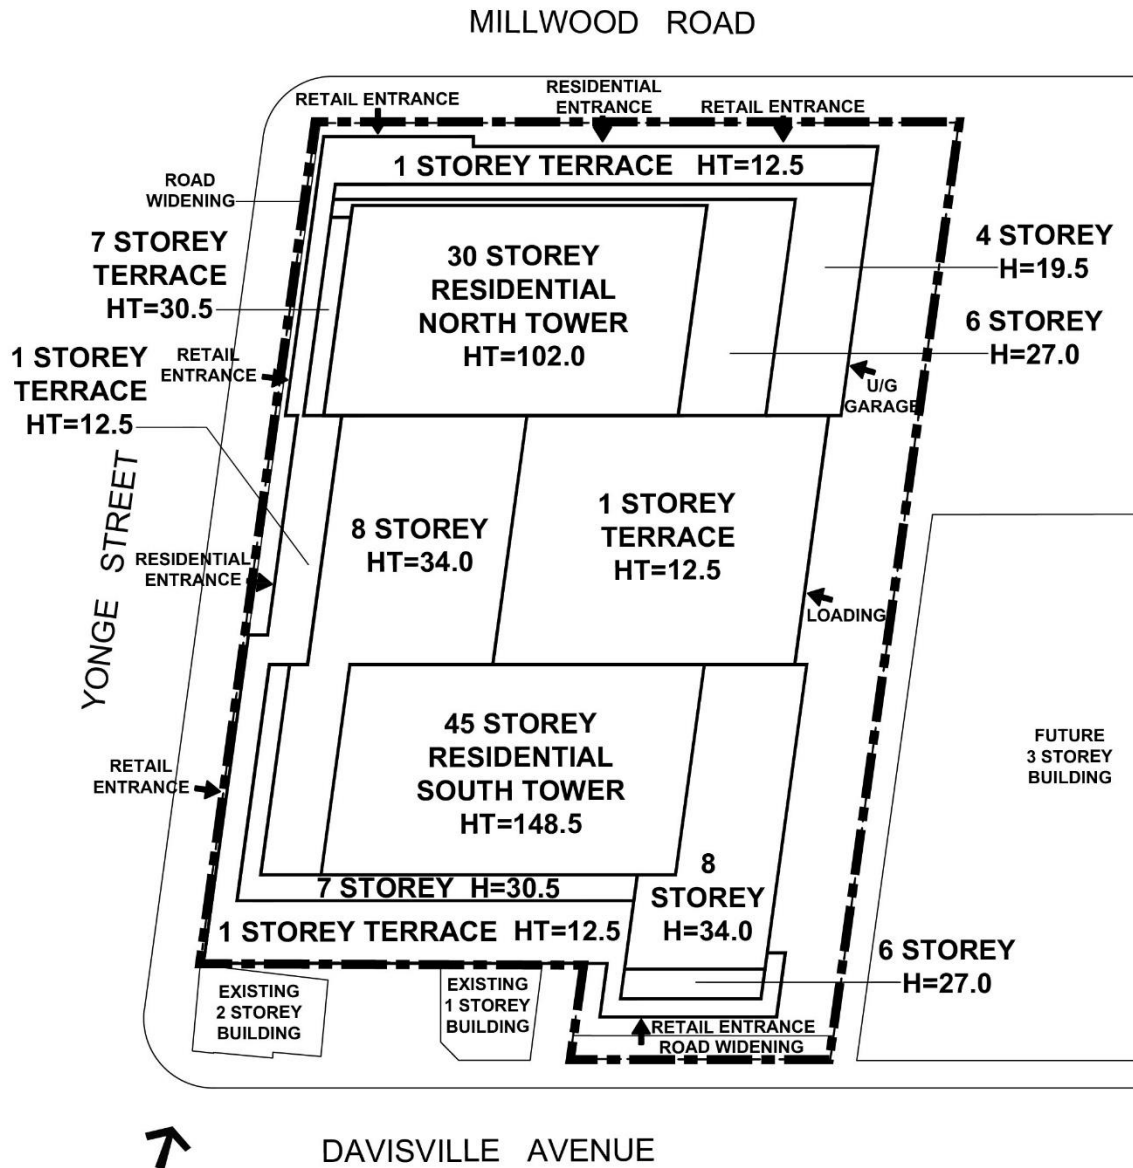 MILLWOOD ROAD
RETAIL ENTRANCE
RESIDENTIAL
ENTRANCE
RETAIL ENTRANCE
1 STOREY TERRACE HT=12.5
ROAD
WIDENING
7 STOREY
TERRACE
HT=30.5
30 STOREY
RESIDENTIAL
NORTH TOWER
HT=102.0
4 STOREY
H=19.5
6 STOREY
H=27.0
1 STOREY
TERRACE
HT=12.5
RETAIL
ENTRANCE
U/G
GARAGE
YONGE STREET
8 STOREY
HT=34.0
1 STOREY
TERRACE
HT=12.5
RESIDENTIAL
ENTRANCE
LOADING
45 STOREY
RESIDENTIAL
SOUTH TOWER
HT=148.5
FUTURE
3 STOREY
BUILDING
RETAIL
ENTRANCE
7 STOREY H=30.5
8
STOREY
H=34.0
1 STOREY TERRACE HT=12.5
6 STOREY
H=27.0
EXISTING
2 STOREY
BUILDING
EXISTING
1 STOREY
BUILDING
RETAIL ENTRANCE
ROAD WIDENING
DAVISVILLE AVENUE